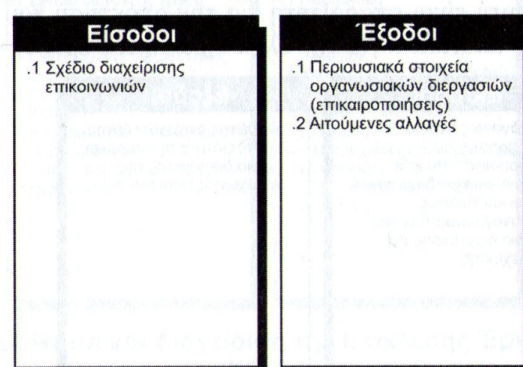 Είσοδοι
.1 Σχέδιο διαχείρισης
επικοινωνιών
Έξοδοι
.1 Περιουσιακά στοιχεία
οργανωσιακών διεργασιών
(επικαιροποιήσεις)
.2 Αιτούμενες αλλαγές